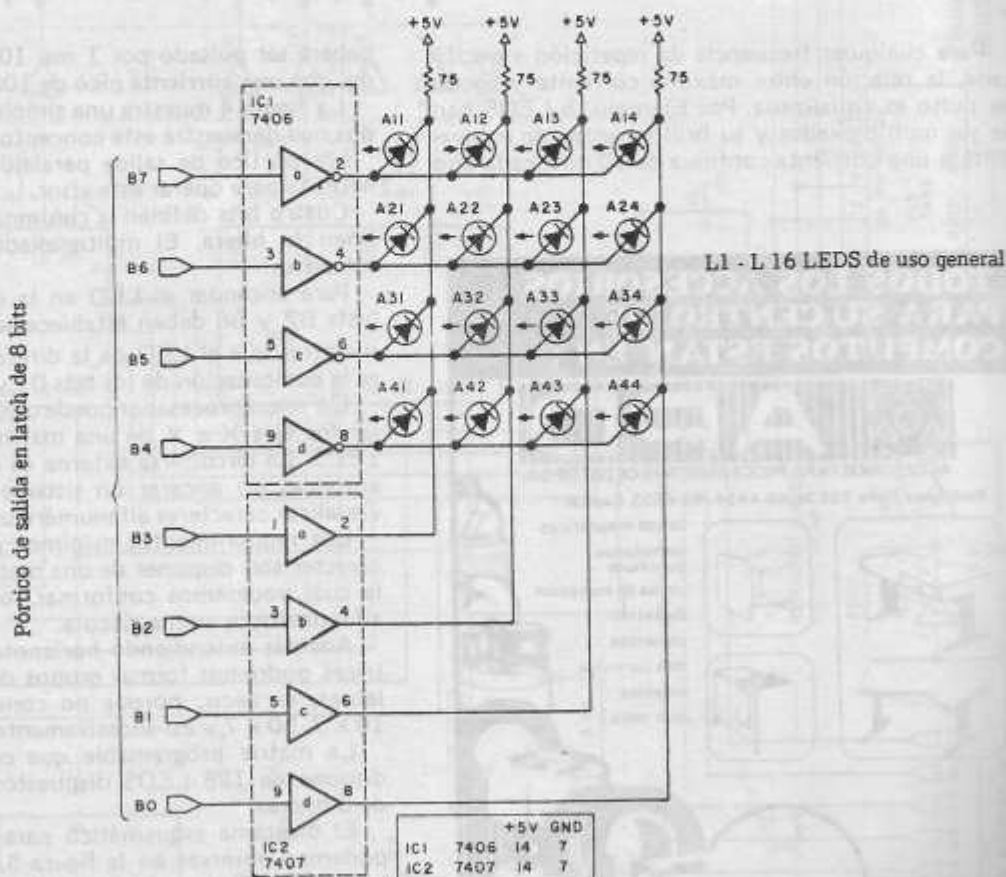 +5V +5V +5V +5V
75 75 75 75
IC1
7406
A11 A12 A13 A14
B7 1 a 2
A21 A22 A23 A24
B6 3 b 4
L1 - L 16 LEDS de uso general
A31 A32 A33 A34
B5 5 c 6
A41 A42 A43 A44
B4 9 d 8
Pórtico de salida en latch de 8 bits
B3 1 a 2
B2 3 b 4
B1 5 c 6
B0 9 d 8
IC2
7407
+5V GND
IC1 7406 14 7
IC2 7407 14 7